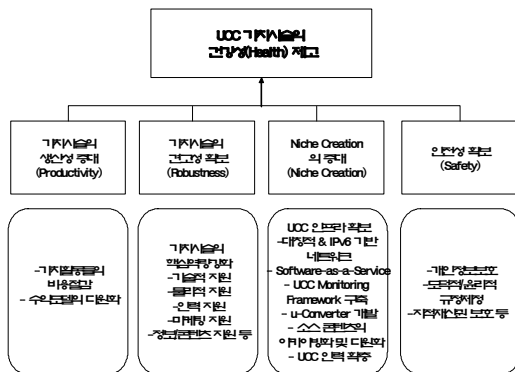 UCC 가치사슬의
건강성(Health) 제고
가치사슬의
생산성 증대
(Productivity)
가치사슬의
견고성 확보
(Robustness)
Niche Creation
의 증대
(Niche Creation)
안전성 확보
(Safety)
-가치활동들의
비용절감
- 수익모델의 다원화
가치사슬의
핵심역량강화
-기술적 지원
-물리적 지원
-인력 지원
-마케팅 지원
-정보콘텐츠 지원 등
UCC 인프라 확보
-대칭적 & IPv6 기반
네트워크
- Software-as-a-Service
- UCC Monitoring
Framework 구축
- u-Converter 개발
- 소스 콘텐츠의
아카이빙화 및 다원화
- UCC 인력 확충
-개인정보보호
-도덕적/윤리적
규정제정
-지적재산권 보호 등